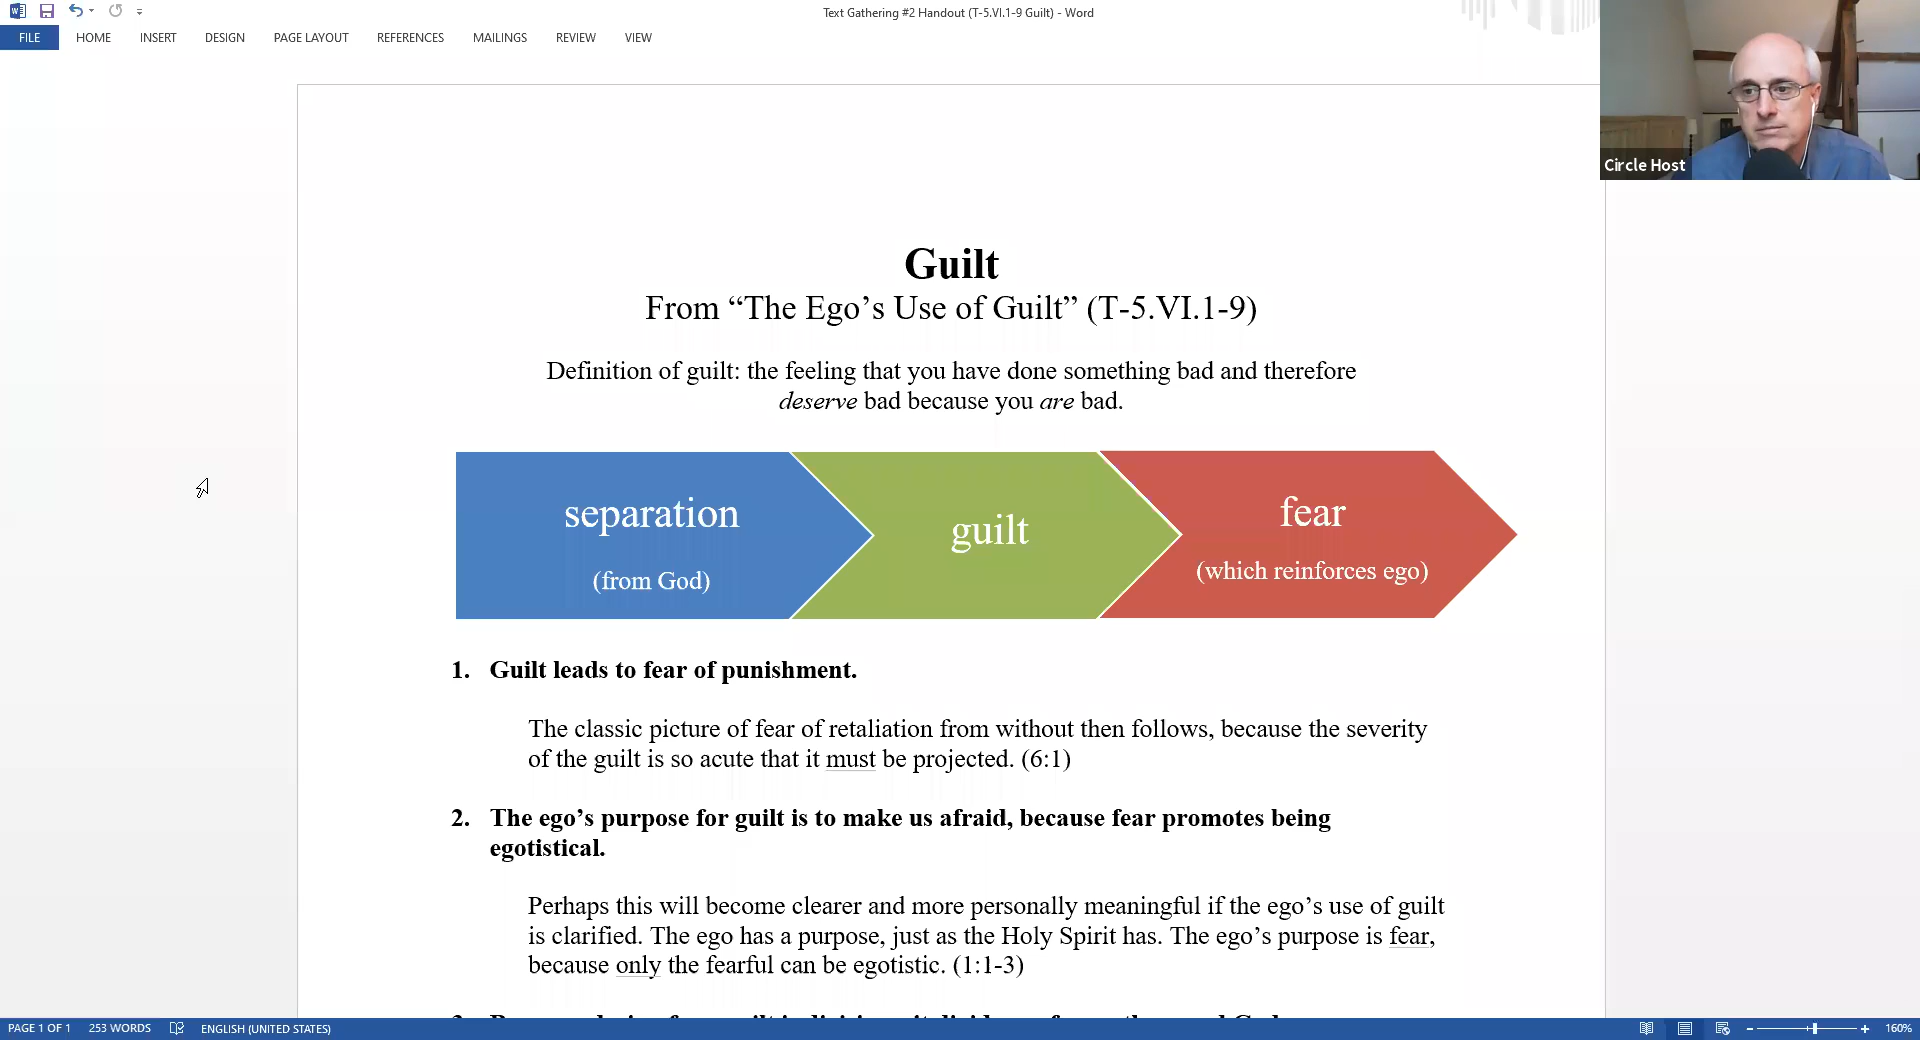 Text Gathering #2 Handout (T-5.VI.1-9 Guilt) - Word
FILE HOME INSERT DESIGN PAGE LAYOUT REFERENCES MAILINGS REVIEW VIEW
Circle Host
Guilt
From “The Ego’s Use of Guilt” (T-5.VI.1-9)
Definition of guilt: the feeling that you have done something bad and therefore
deserve bad because you are bad.
separation
(from God)
guilt
fear
(which reinforces ego)
1. Guilt leads to fear of punishment.
The classic picture of fear of retaliation from without then follows, because the severity
of the guilt is so acute that it must be projected. (6:1)
2. The ego’s purpose for guilt is to make us afraid, because fear promotes being
egotistical.
Perhaps this will become clearer and more personally meaningful if the ego’s use of guilt
is clarified. The ego has a purpose, just as the Holy Spirit has. The ego’s purpose is fear,
because only the fearful can be egotistic. (1:1-3)
PAGE 1 OF 1 253 WORDS ENGLISH (UNITED STATES) 160%